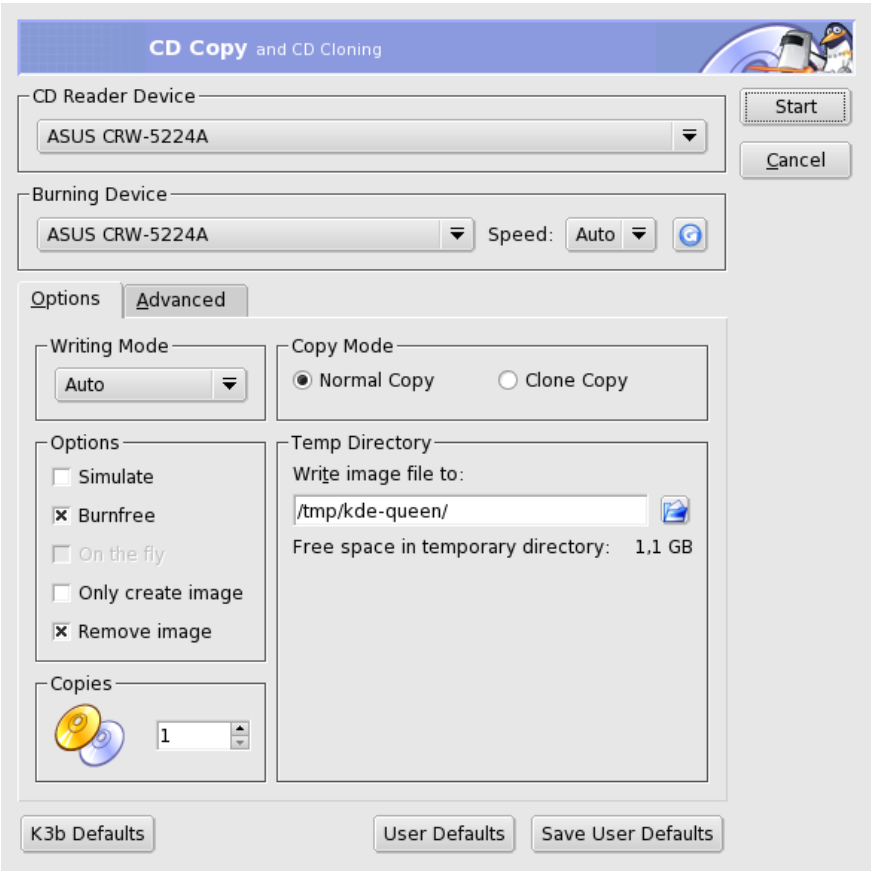 CD Copy and CD Cloning
CD Reader Device
ASUS CRW-5224A
Start
Cancel
Burning Device
ASUS CRW-5224A
Speed:
Auto
Options
Advanced
Writing Mode
Auto
Copy Mode
Normal Copy
Clone Copy
Options
Simulate
Burnfree
On the fly
Only create image
Remove image
Temp Directory
Write image file to:
/tmp/kde-queen/
Free space in temporary directory: 1,1 GB
Copies
1
K3b Defaults
User Defaults
Save User Defaults